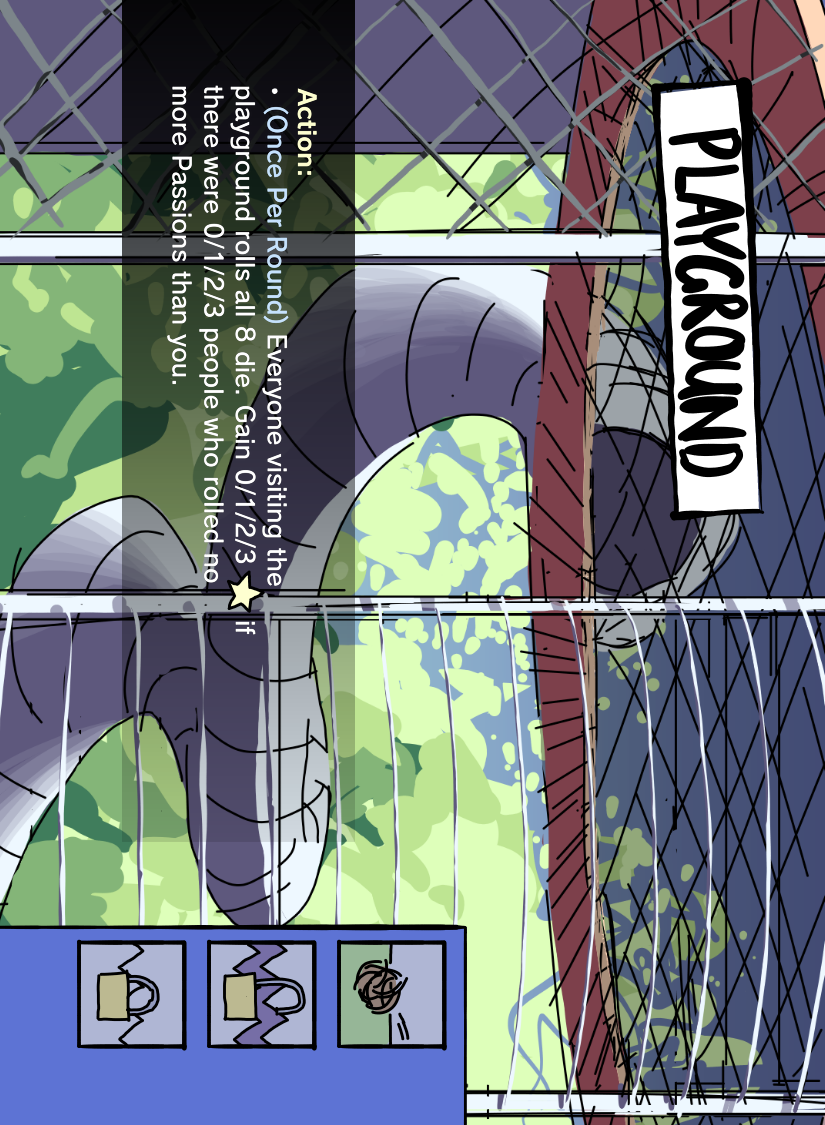 PLAYGROUND
Action:
• (Once Per Round) Everyone visiting the
playground rolls all 8 die. Gain 0/1/2/3 if
there were 0/1/2/3 people who rolled no
more Passions than you.